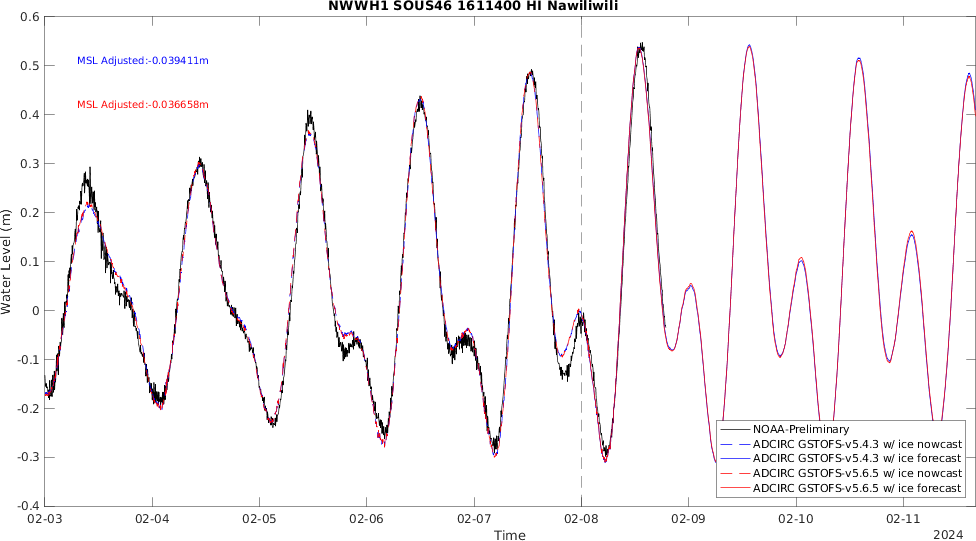 NWWH1 SOUS46 1611400 HI Nawiliwili
0.6
0.5
0.4
0.3
0.2
0.1
0
-0.1
-0.2
-0.3
-0.4
Water Level (m)
MSL Adjusted:-0.039411m
MSL Adjusted:-0.036658m
NOAA-Preliminary
ADCIRC GSTOFS-v5.4.3 w/ ice nowcast
ADCIRC GSTOFS-v5.4.3 w/ ice forecast
ADCIRC GSTOFS-v5.6.5 w/ ice nowcast
ADCIRC GSTOFS-v5.6.5 w/ ice forecast
02-03 02-04 02-05 02-06 02-07 02-08 02-09 02-10 02-11
Time
2024